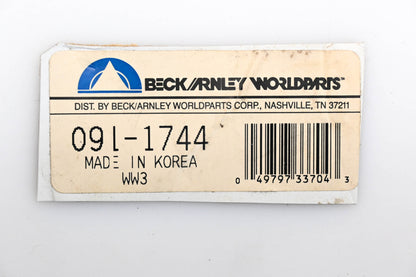 BECK/ARNLEY WORLDPARTS™
DIST. BY BECK/ARNLEY WORLDPARTS CORP., NASHVILLE, TN 37211
091-1744
MADE IN KOREA
WW3
0 49797 33704 3